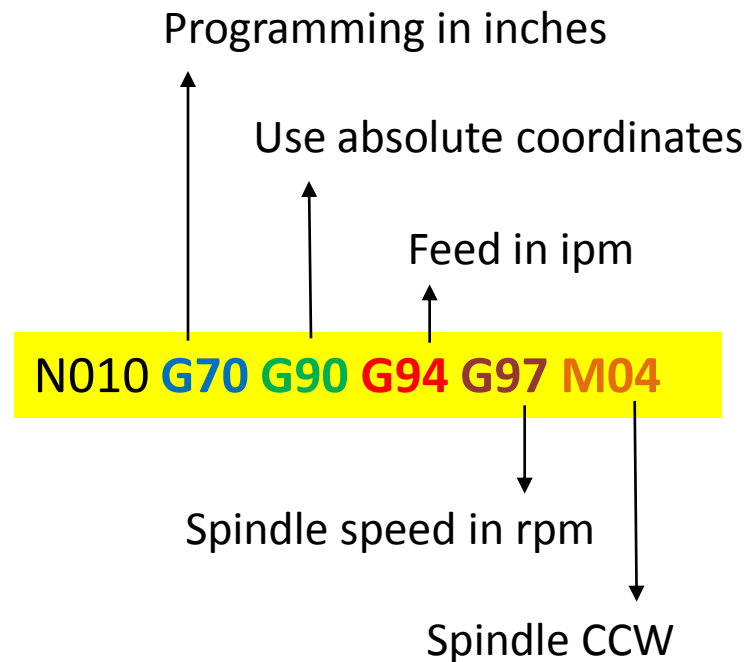 Programming in inches
Use absolute coordinates
Feed in ipm
N010 G70 G90 G94 G97 M04
Spindle speed in rpm
Spindle CCW